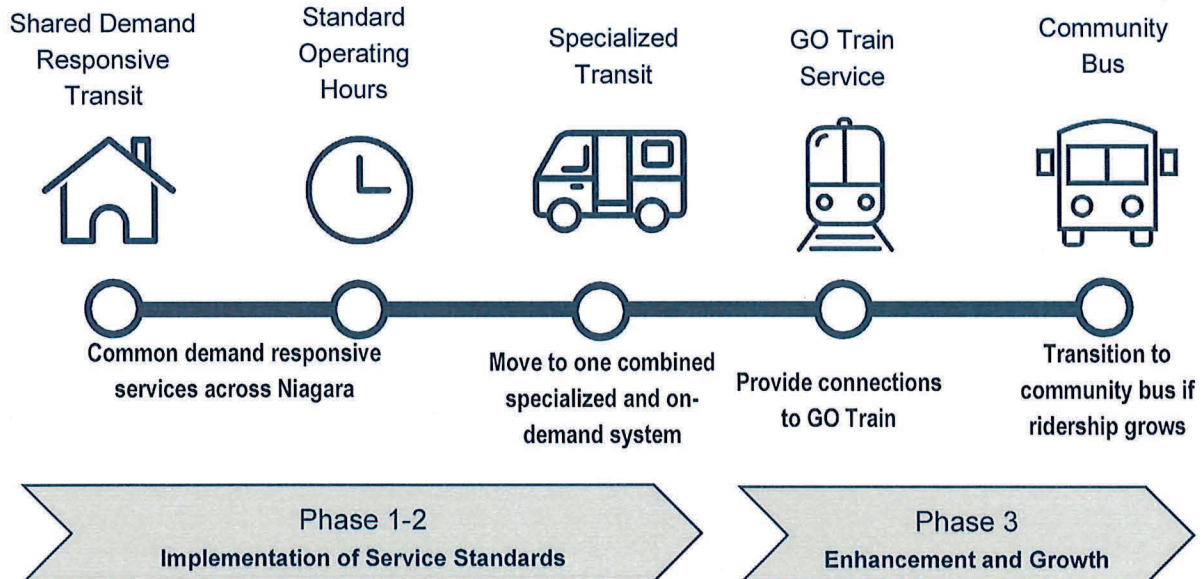 Shared Demand
Responsive
Transit
Standard
Operating
Hours
Specialized
Transit
GO Train
Service
Community
Bus
Common demand responsive
services across Niagara
Move to one combined
specialized and on-
demand system
Provide connections
to GO Train
Transition to
community bus if
ridership grows
Phase 1-2
Implementation of Service Standards
Phase 3
Enhancement and Growth